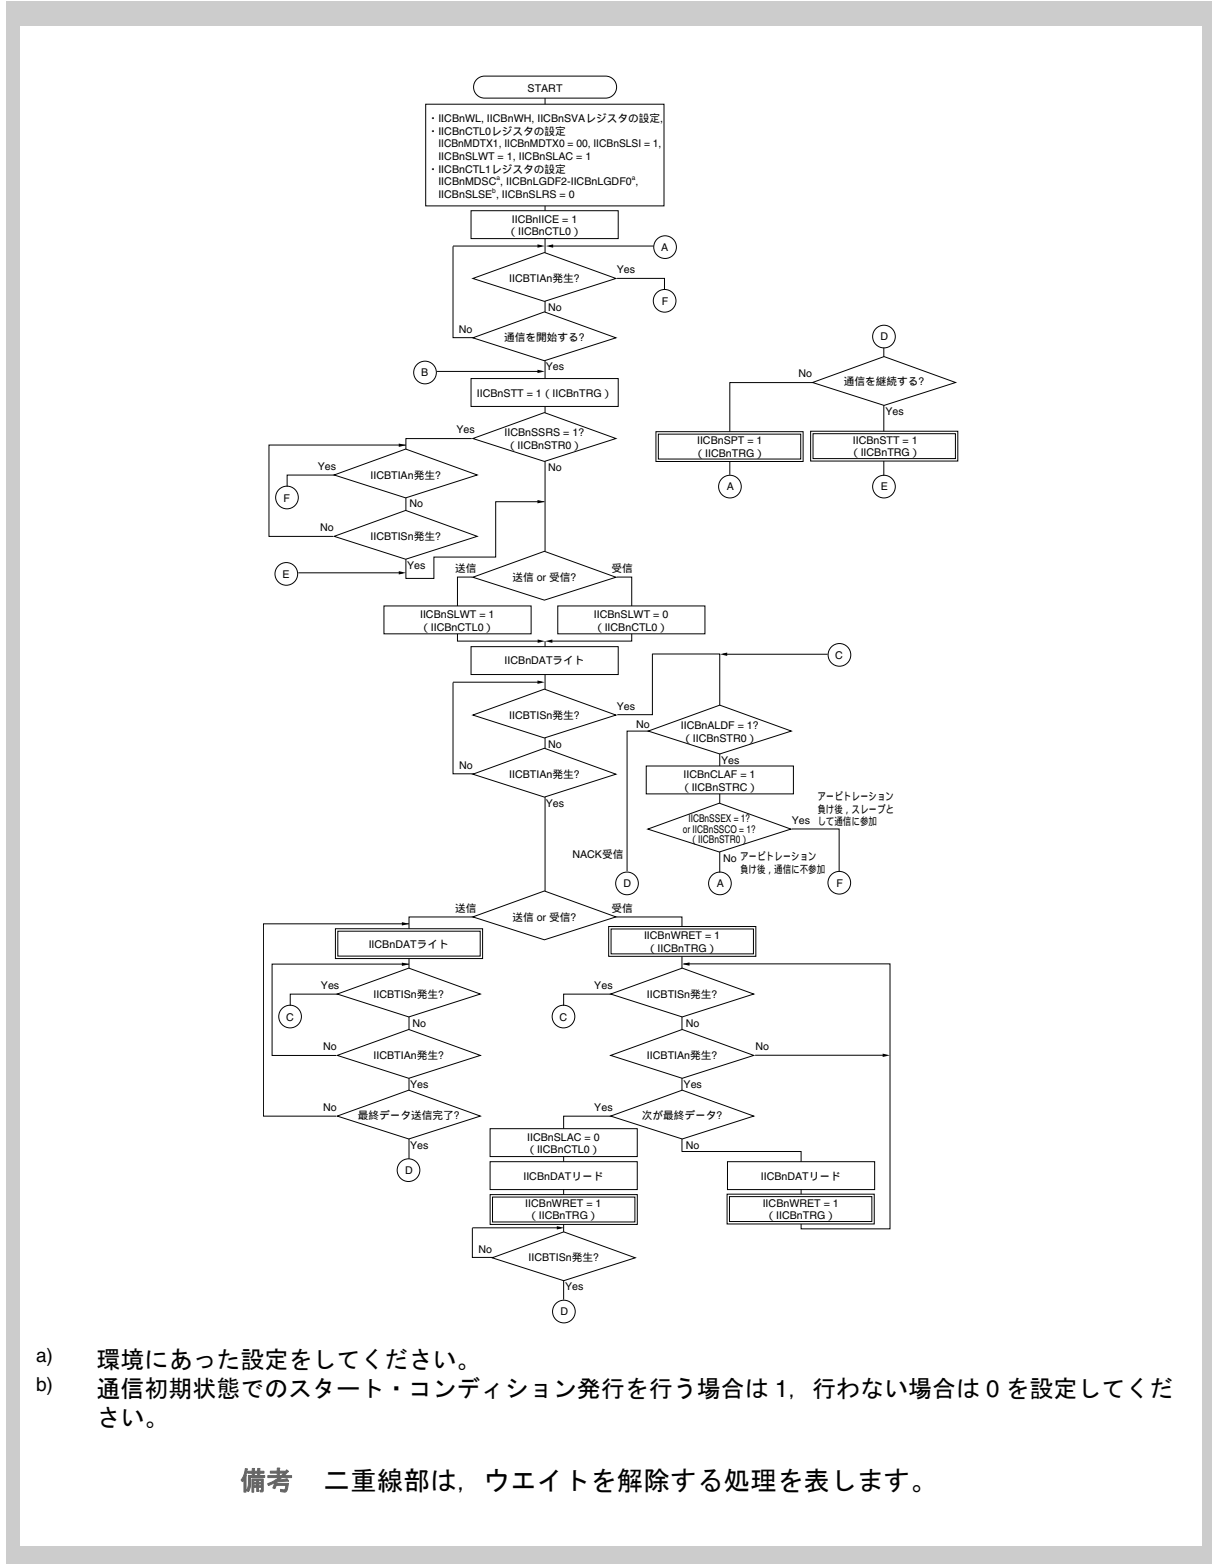 START
・IICBnWL, IICBnWH, IICBnSVAレジスタの設定,
・IICBnCTL0レジスタの設定
IICBnMDTX1, IICBnMDTX0 = 00, IICBnSLSI = 1,
IICBnSLWT = 1, IICBnSLAC = 1
・IICBnCTL1レジスタの設定
IICBnMDSCa, IICBnLGDF2-IICBnLGDF0a,
IICBnSLSEb, IICBnSLRS = 0
IICBnIICE = 1
( IICBnCTL0 )
A
IICBTIAn発生?
Yes
F
No
通信を開始する?
No
Yes
B
IICBnSTT = 1 ( IICBnTRG )
IICBnSSRS = 1?
( IICBnSTR0 )
Yes
No
IICBTIAn発生?
Yes
F
No
IICBTISn発生?
No
Yes
E
D
通信を継続する?
No
Yes
IICBnSPT = 1
( IICBnTRG )
IICBnSTT = 1
( IICBnTRG )
A
E
送信 or 受信?
送信
受信
IICBnSLWT = 1
( IICBnCTL0 )
IICBnSLWT = 0
( IICBnCTL0 )
IICBnDATライト
IICBTISn発生?
Yes
No
IICBTIAn発生?
No
Yes
C
IICBnALDF = 1?
( IICBnSTR0 )
No
Yes
IICBnCLAF = 1
( IICBnSTRC )
IICBnSSEX = 1?
or IICBnSSCO = 1?
( IICBnSTR0 )
Yes
アービトレーション
負け後 , スレーブと
して通信に参加
No
アービトレーション
負け後 , 通信に不参加
NACK受信
D
A
F
送信 or 受信?
送信
受信
IICBnDATライト
IICBTISn発生?
Yes
C
No
IICBTIAn発生?
No
Yes
最終データ送信完了?
No
Yes
D
IICBnWRET = 1
( IICBnTRG )
IICBTISn発生?
Yes
C
No
IICBTIAn発生?
No
Yes
次が最終データ?
Yes
No
IICBnSLAC = 0
( IICBnCTL0 )
IICBnDATリード
IICBnWRET = 1
( IICBnTRG )
IICBTISn発生?
No
Yes
D
IICBnDATリード
IICBnWRET = 1
( IICBnTRG )
a) 環境にあった設定をしてください。
b) 通信初期状態でのスタート・コンディション発行を行う場合は 1, 行わない場合は 0 を設定してくだ
さい。
備考 二重線部は, ウエイトを解除する処理を表します。